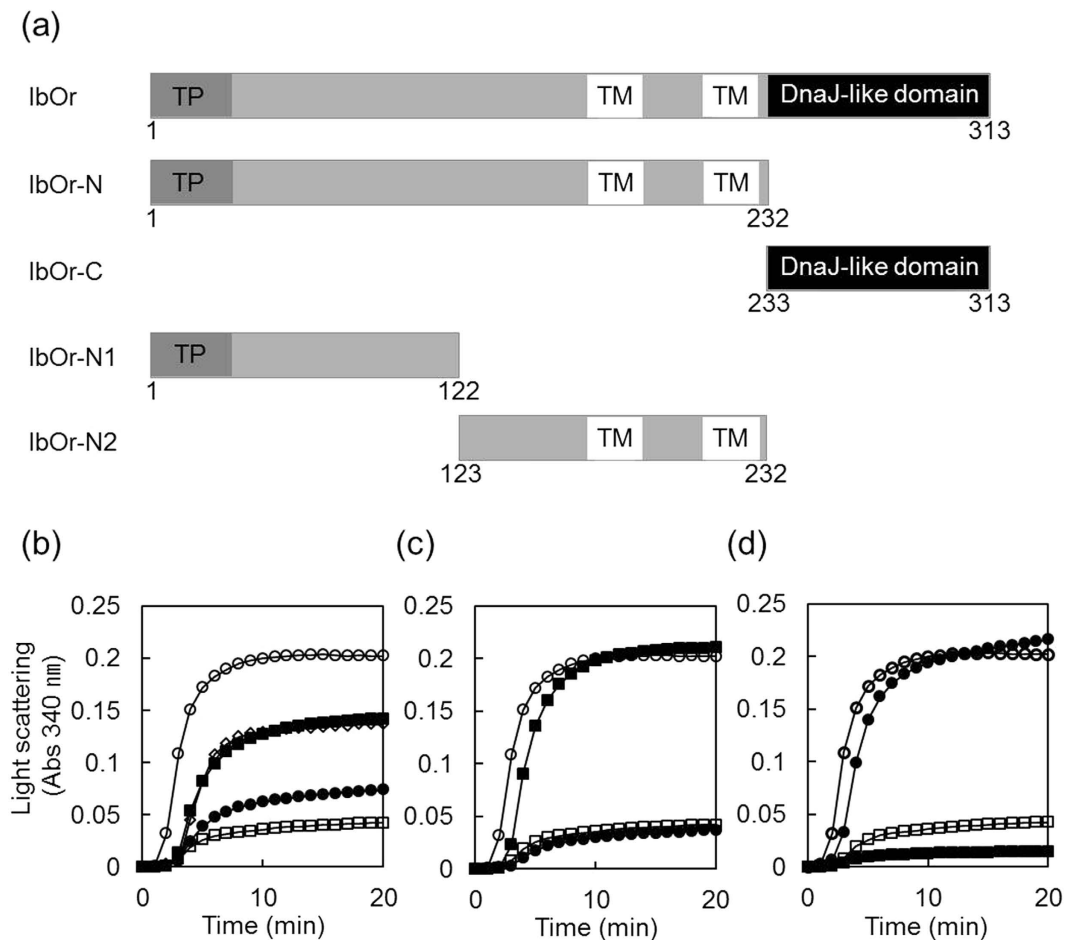 (a)
IbOr TP TM TM DnaJ-like domain
1 313
IbOr-N TP TM TM
1 232
IbOr-C DnaJ-like domain
233 313
IbOr-N1 TP
1 122
IbOr-N2 TM TM
123 232
(b) (c) (d)
Light scattering
(Abs 340 nm)
0.25
0.2
0.15
0.1
0.05
0
0 10 20
Time (min)
0.25
0.2
0.15
0.1
0.05
0
0 10 20
Time (min)
0.25
0.2
0.15
0.1
0.05
0
0 10 20
Time (min)